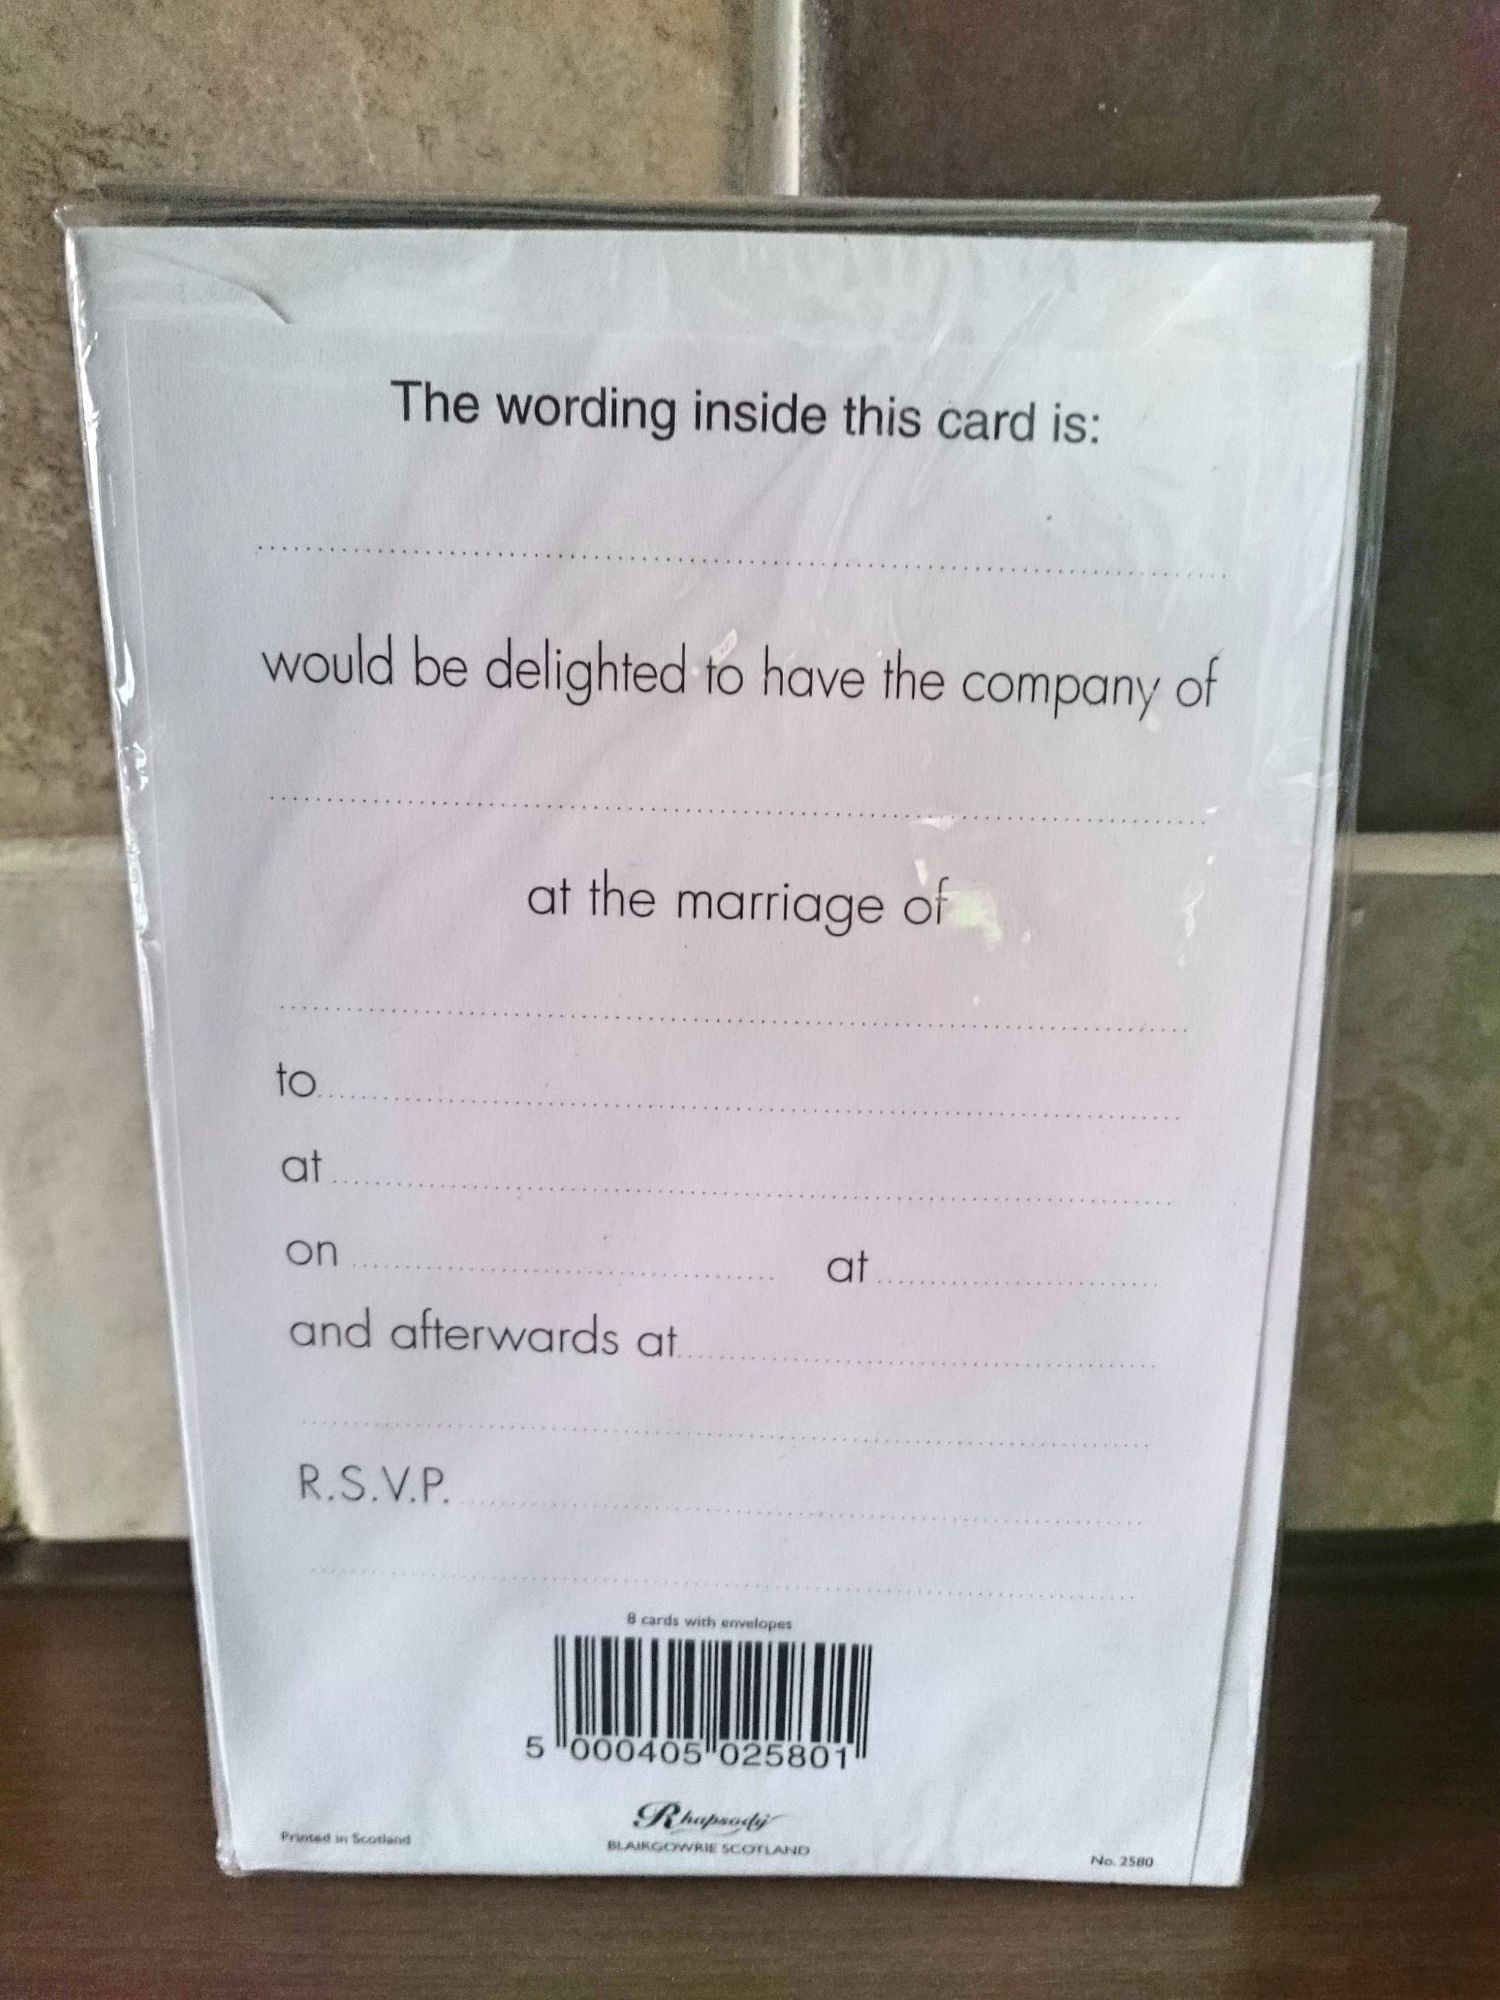 The wording inside this card is:
would be delighted to have the company of
at the marriage of
to
at
on at
and afterwards at
R.S.V.P.
8 cards with envelopes
5 000405 025801
Rhapsody
BLAIRGOWRIE SCOTLAND
Printed in Scotland
No. 2580